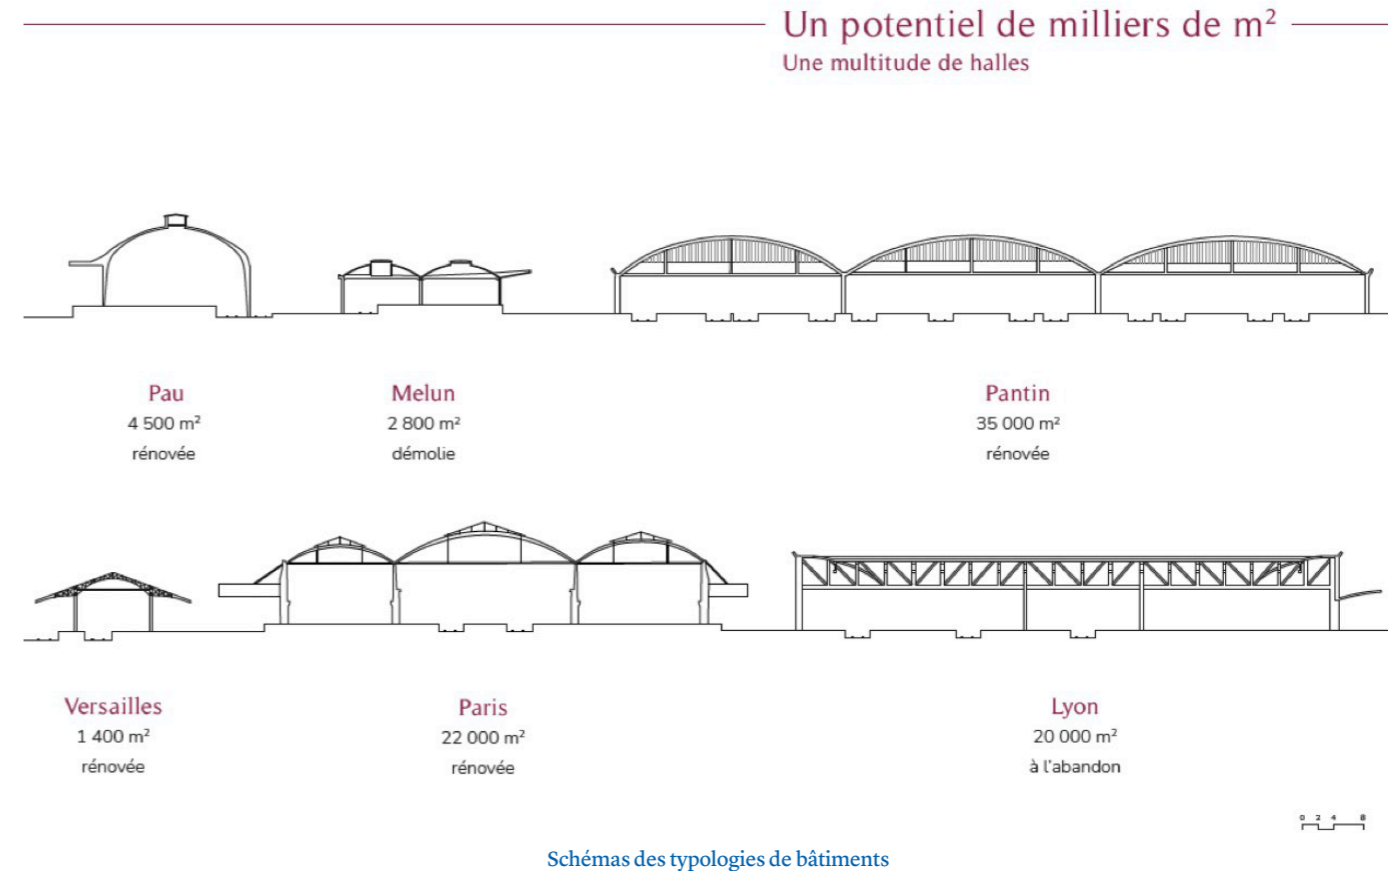 Un potentiel de milliers de m²
Une multitude de halles
Pau
4 500 m²
rénovée
Melun
2 800 m²
démolie
Pantin
35 000 m²
rénovée
Versailles
1 400 m²
rénovée
Paris
22 000 m²
rénovée
Lyon
20 000 m²
à l'abandon
0 2 4 8
Schémas des typologies de bâtiments